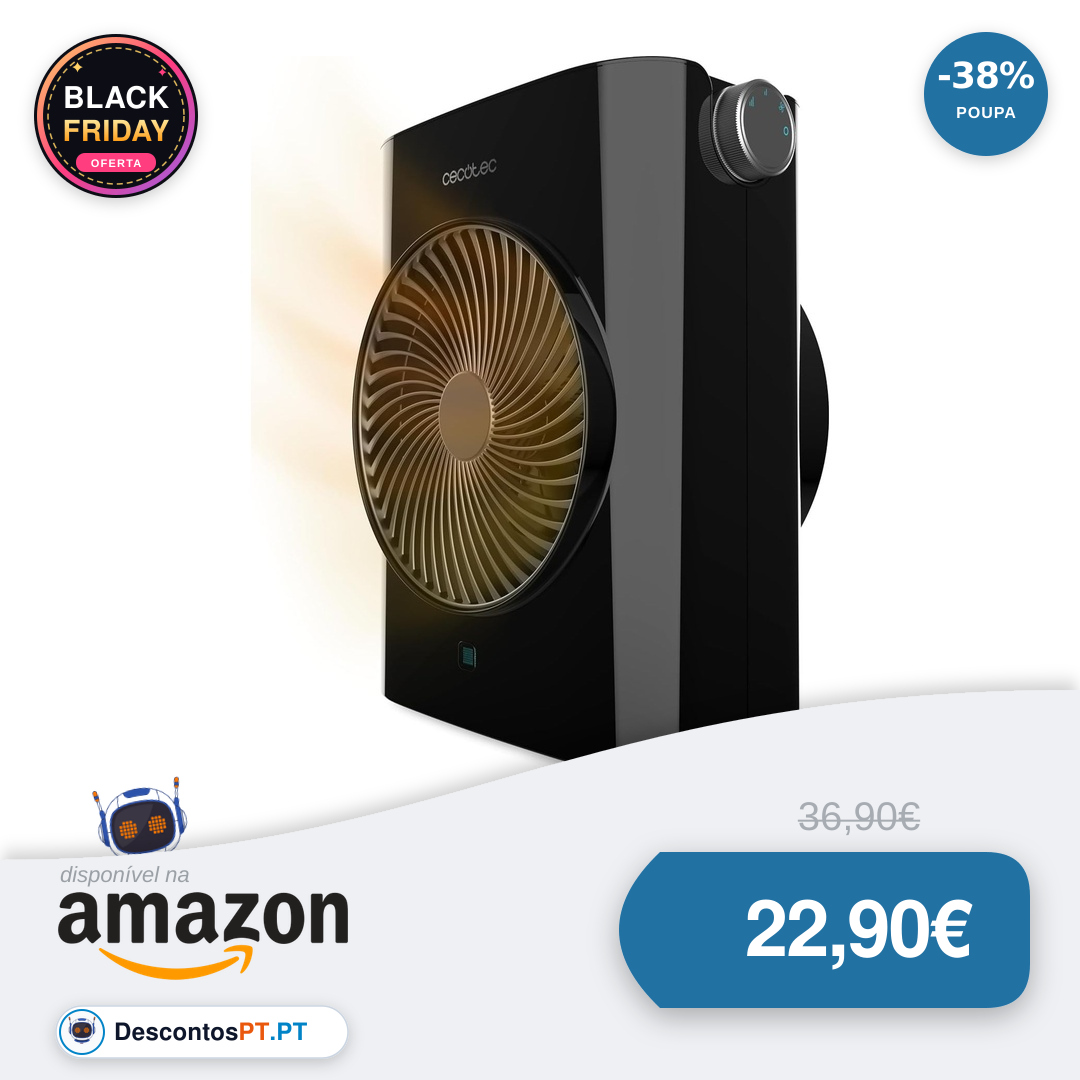 BLACK
FRIDAY
OFERTA
-38%
POUPA
cecotec
36,90€
22,90€
disponível na
amazon
DescontosPT.PT